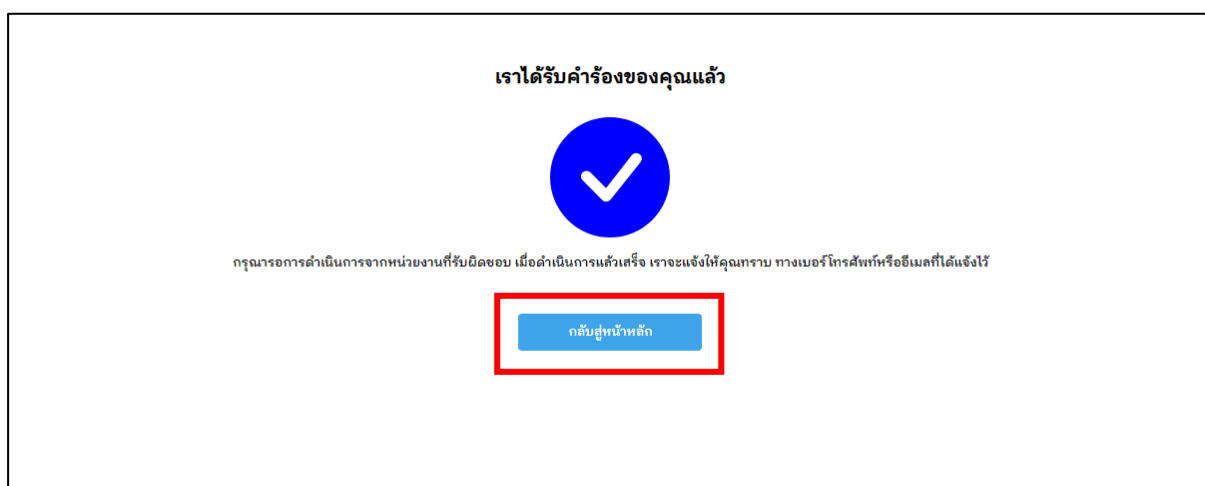 เราได้รับคำร้องของคุณแล้ว
กรุณารอการดำเนินการจากหน่วยงานที่รับผิดชอบ เมื่อดำเนินการแล้วเสร็จ เราจะแจ้งให้คุณทราบ ทางเบอร์โทรศัพท์หรืออีเมลที่ได้แจ้งไว้
กลับสู่หน้าหลัก